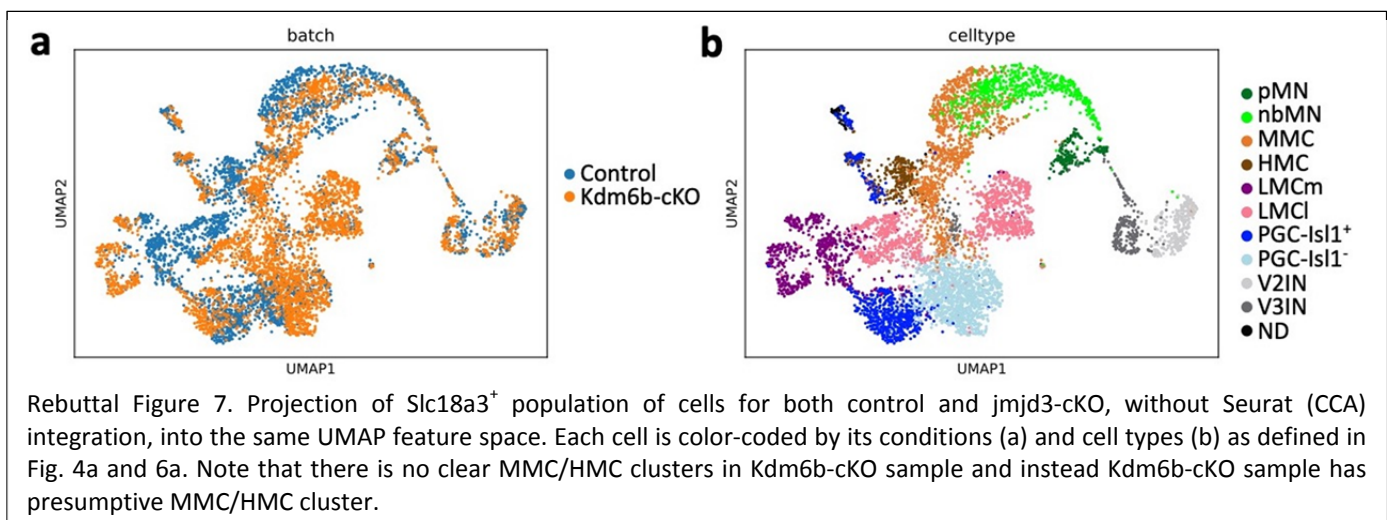 a
batch
UMAP2
UMAP1
Control
Kdm6b-cKO
b
celltype
UMAP2
UMAP1
pMN
nbMN
MMC
HMC
LMCm
LMCl
PGC-Isl1⁺
PGC-Isl1⁻
V2IN
V3IN
ND
Rebuttal Figure 7. Projection of Slc18a3⁺ population of cells for both control and jmjd3-cKO, without Seurat (CCA)
integration, into the same UMAP feature space. Each cell is color-coded by its conditions (a) and cell types (b) as defined in
Fig. 4a and 6a. Note that there is no clear MMC/HMC clusters in Kdm6b-cKO sample and instead Kdm6b-cKO sample has
presumptive MMC/HMC cluster.